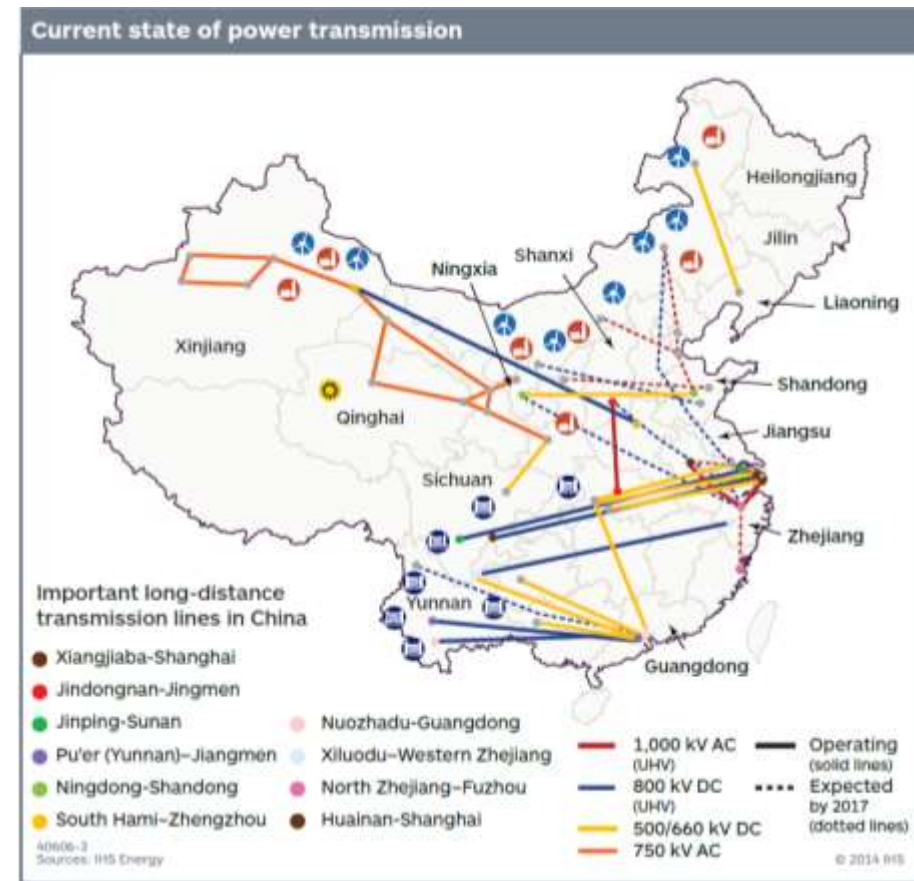 Current state of power transmission
Heilongjiang
Jilin
Shanxi
Ningxia
Liaoning
Xinjiang
Shandong
Qinghai
Jiangsu
Sichuan
Zhejiang
Yunnan
Guangdong
Important long-distance
transmission lines in China
Xiangjiaba-Shanghai
Jindongnan-Jingmen
Jinping-Sunan
Pu'er (Yunnan)–Jiangmen
Ningdong-Shandong
South Hami–Zhengzhou
Nuozhadu-Guangdong
Xiluodu–Western Zhejiang
North Zhejiang–Fuzhou
Huainan-Shanghai
1,000 kV AC
(UHV)
800 kV DC
(UHV)
500/660 kV DC
750 kV AC
Operating
(solid lines)
Expected
by 2017
(dotted lines)
40606-3
Sources: IHS Energy
© 2014 IHS